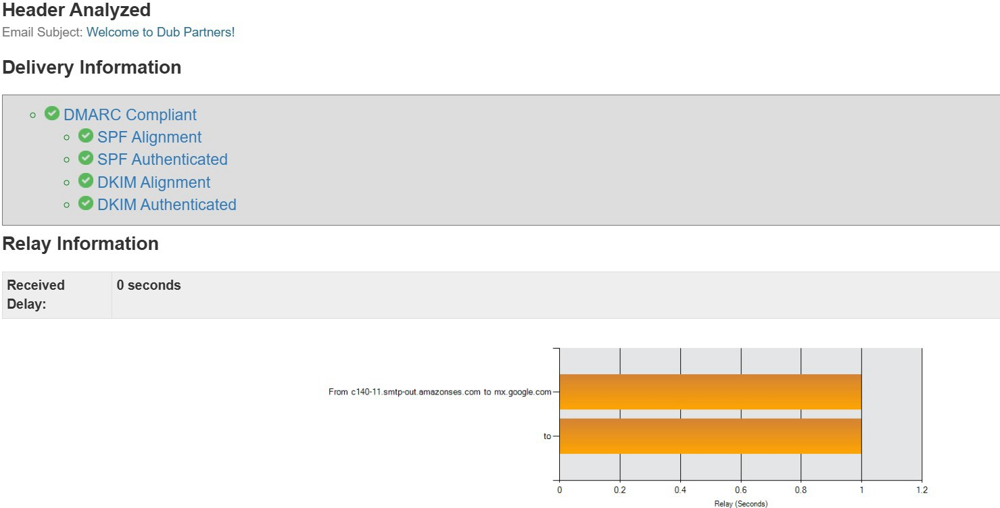 Header Analyzed
Email Subject: Welcome to Dub Partners!
Delivery Information
DMARC Compliant
SPF Alignment
SPF Authenticated
DKIM Alignment
DKIM Authenticated
Relay Information
Received 0 seconds
Delay:
From c140-11.smtp-out.amazonses.com to mx.google.com
to
0 0.2 0.4 0.6 0.8 1 1.2
Relay (Seconds)